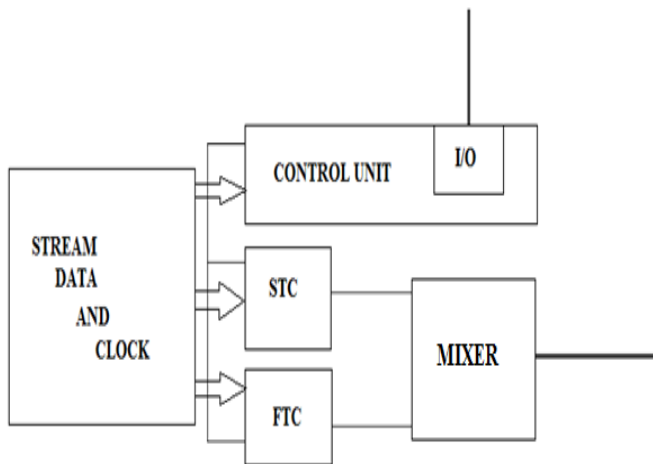 CONTROL UNIT
I/O
STREAM
DATA
AND
CLOCK
STC
MIXER
FTC